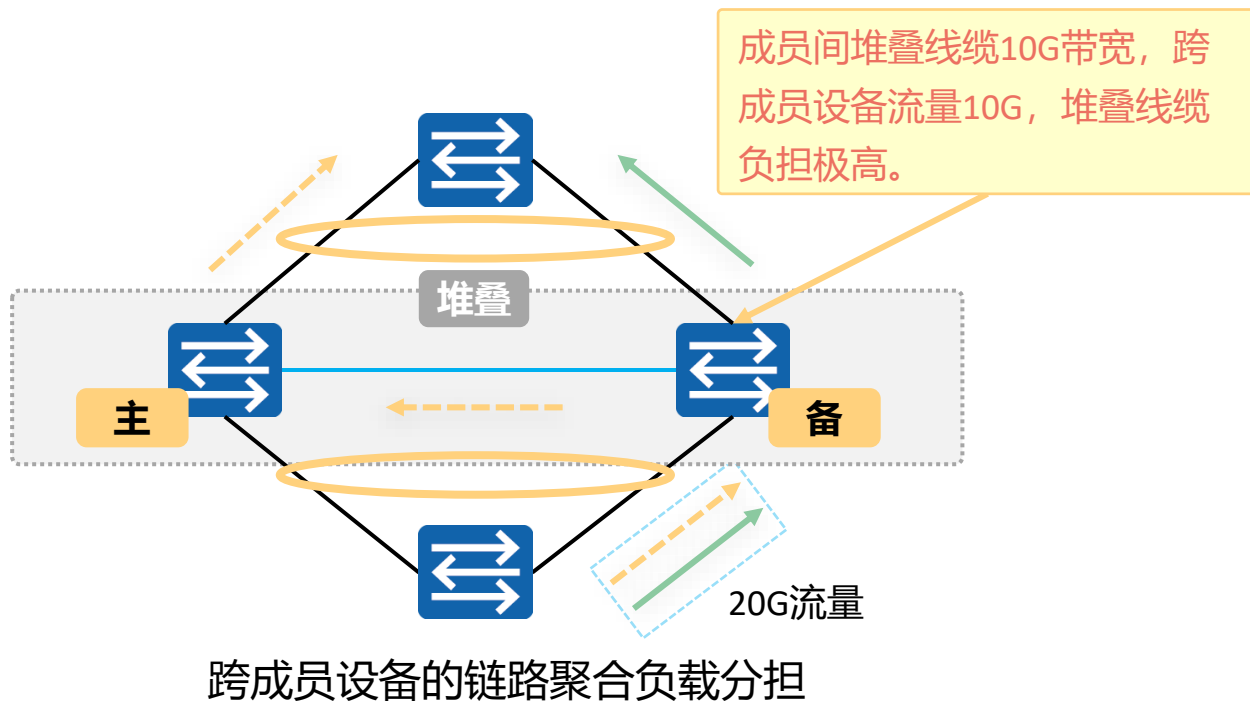 成员间堆叠线缆10G带宽，跨
成员设备流量10G，堆叠线缆
负担极高。
堆叠
主
备
20G流量
跨成员设备的链路聚合负载分担